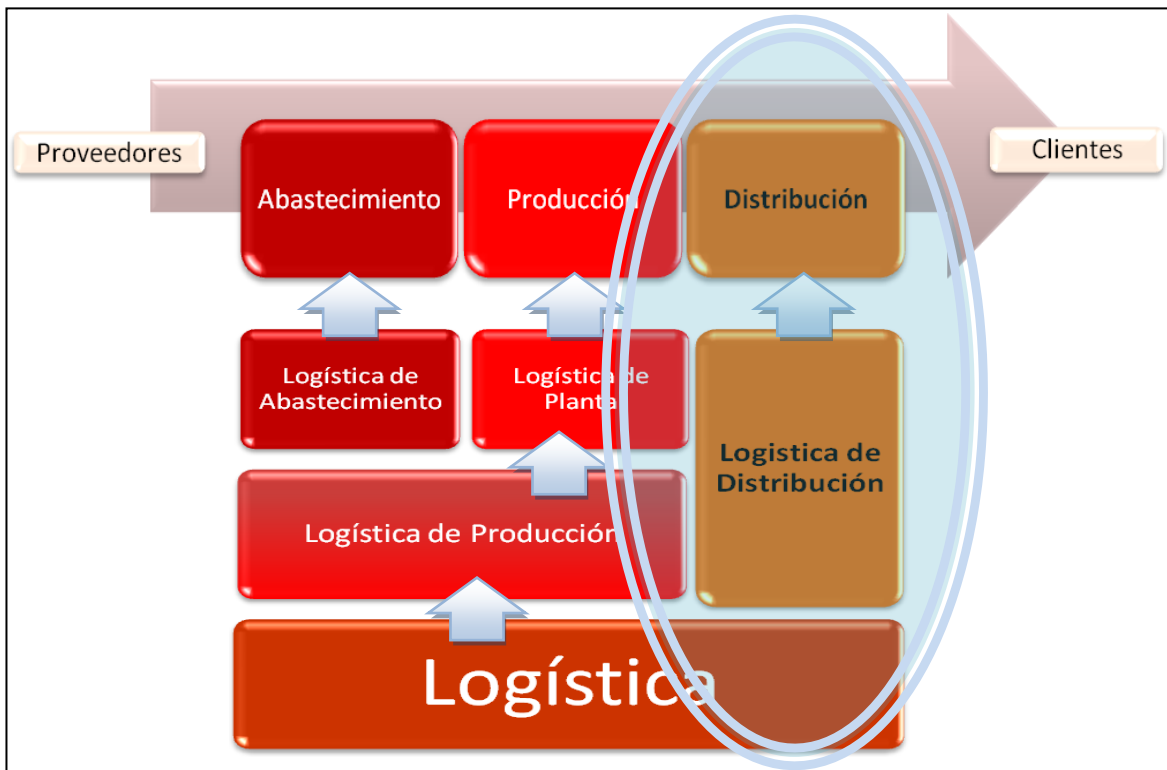 Proveedores
Clientes
Abastecimiento
Producción
Distribución
Logística de
Abastecimiento
Logística de
Planta
Logistica de
Distribución
Logística de Producción
Logística